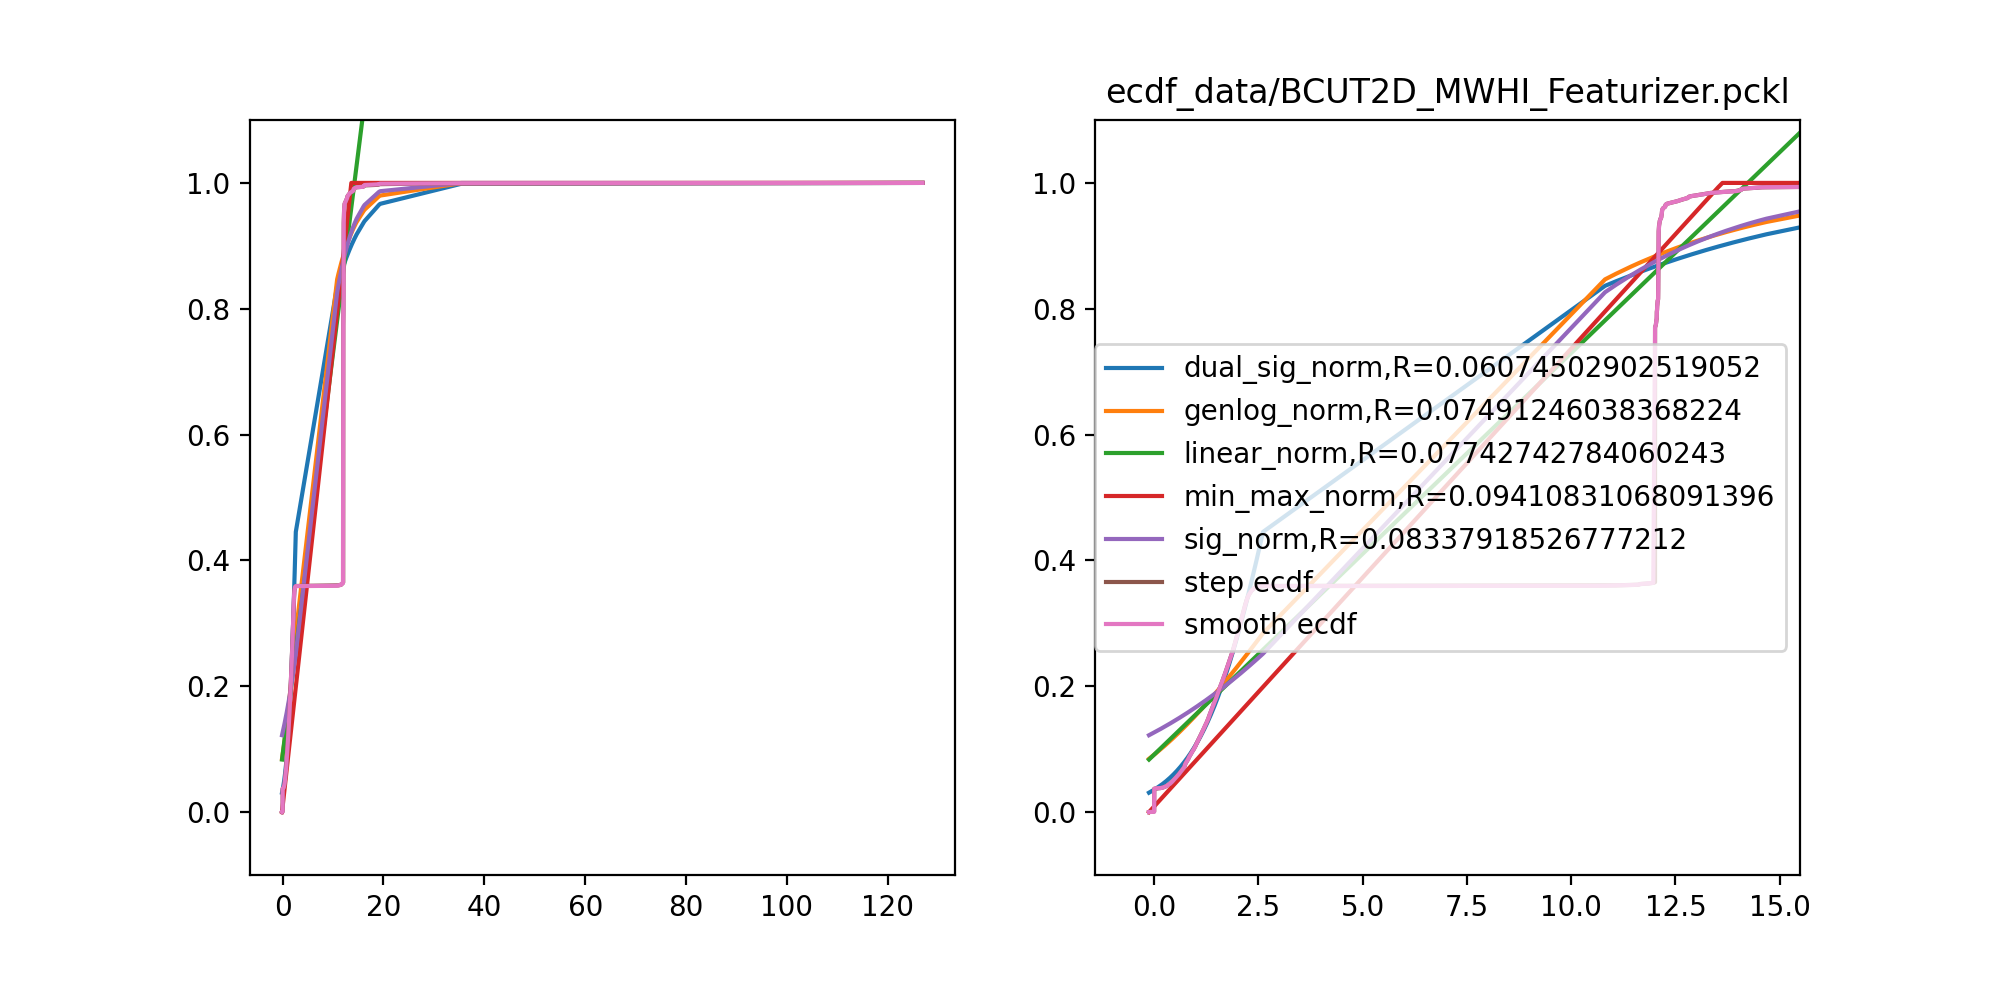 ecdf_data/BCUT2D_MWHI_Featurizer.pckl
1.0
0.8
0.6
0.4
0.2
0.0
0 20 40 60 80 100 120
1.0
0.8
0.6
0.4
0.2
0.0
0.0 2.5 5.0 7.5 10.0 12.5 15.0
dual_sig_norm,R=0.06074502902519052
genlog_norm,R=0.07491246038368224
linear_norm,R=0.07742742784060243
min_max_norm,R=0.09410831068091396
sig_norm,R=0.08337918526777212
step ecdf
smooth ecdf